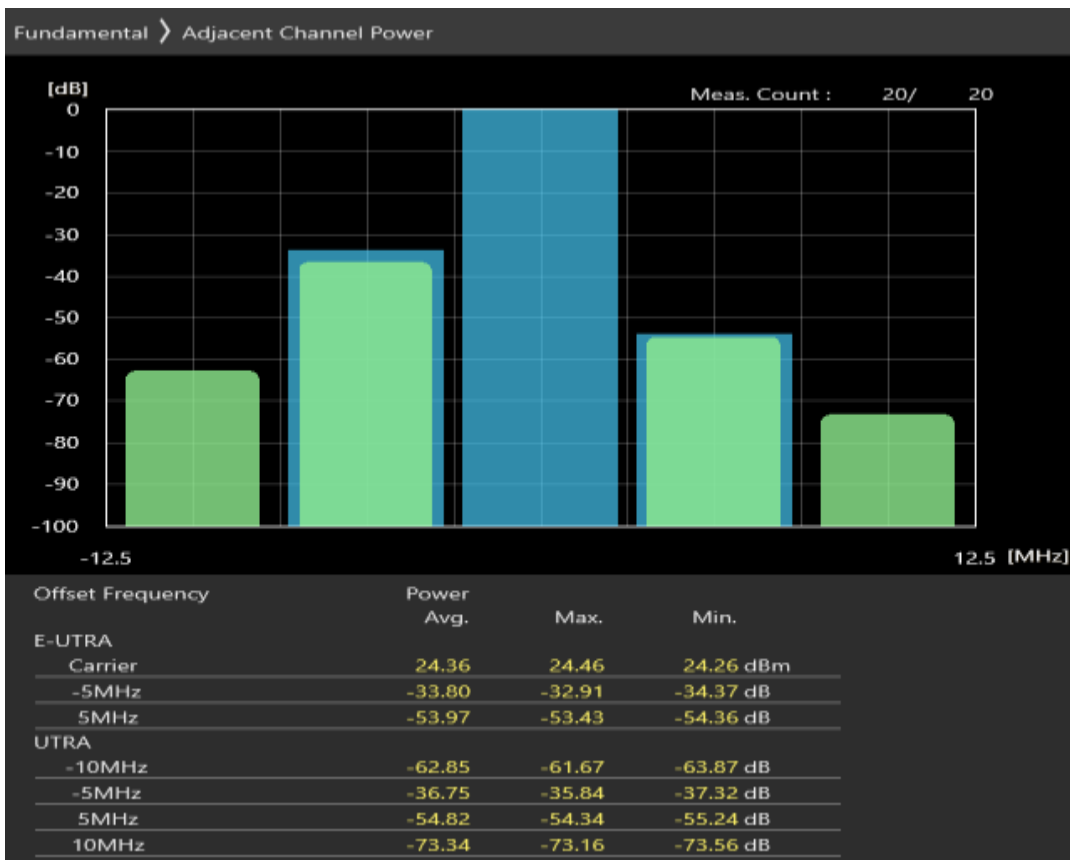 Fundamental ❯ Adjacent Channel Power
[dB]
Meas. Count : 20/ 20
0
-10
-20
-30
-40
-50
-60
-70
-80
-90
-100
-12.5 12.5 [MHz]
Offset Frequency Power
Avg. Max. Min.
E-UTRA
Carrier 24.36 24.46 24.26 dBm
-5MHz -33.80 -32.91 -34.37 dB
5MHz -53.97 -53.43 -54.36 dB
UTRA
-10MHz -62.85 -61.67 -63.87 dB
-5MHz -36.75 -35.84 -37.32 dB
5MHz -54.82 -54.34 -55.24 dB
10MHz -73.34 -73.16 -73.56 dB